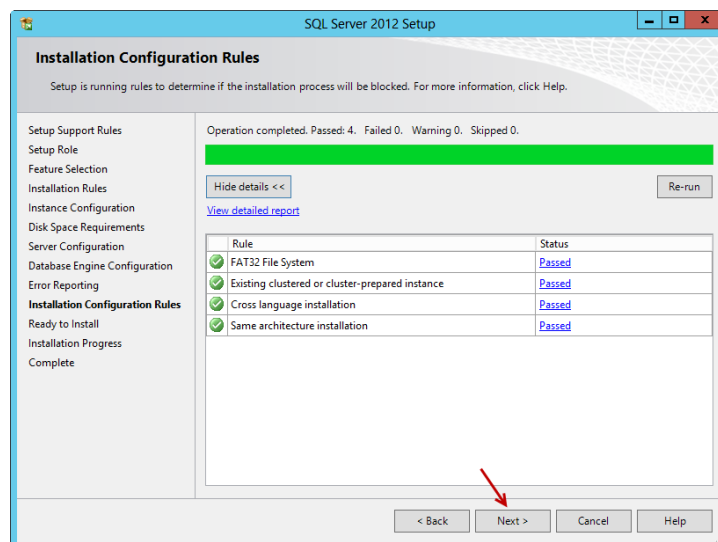 SQL Server 2012 Setup
Installation Configuration Rules
Setup is running rules to determine if the installation process will be blocked. For more information, click Help.
Setup Support Rules
Setup Role
Feature Selection
Installation Rules
Instance Configuration
Disk Space Requirements
Server Configuration
Database Engine Configuration
Error Reporting
Installation Configuration Rules
Ready to Install
Installation Progress
Complete
Operation completed. Passed: 4. Failed 0. Warning 0. Skipped 0.
Hide details << Re-run
View detailed report
Rule Status
FAT32 File System Passed
Existing clustered or cluster-prepared instance Passed
Cross language installation Passed
Same architecture installation Passed
< Back Next > Cancel Help